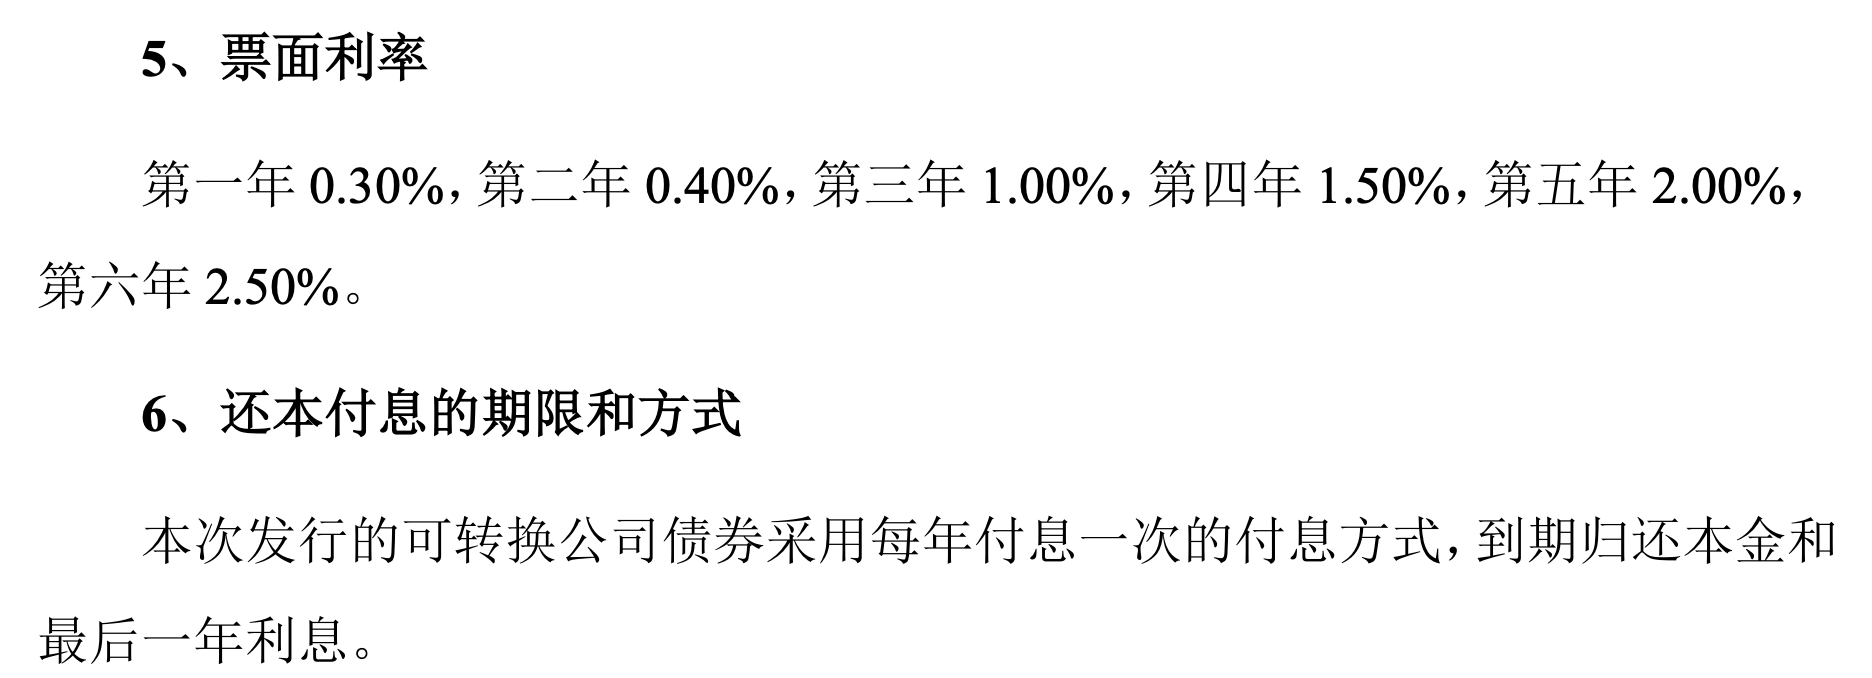 5、票面利率
第一年 0.30%，第二年 0.40%，第三年 1.00%，第四年 1.50%，第五年 2.00%，
第六年 2.50%。
6、还本付息的期限和方式
本次发行的可转换公司债券采用每年付息一次的付息方式，到期归还本金和
最后一年利息。